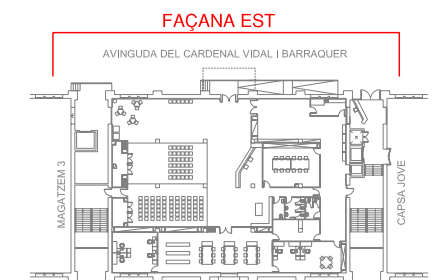 FAÇANA EST
AVINGUDA DEL CARDENAL VIDAL I BARRAQUER
MAGATZEM 3
CAPSA JOVE